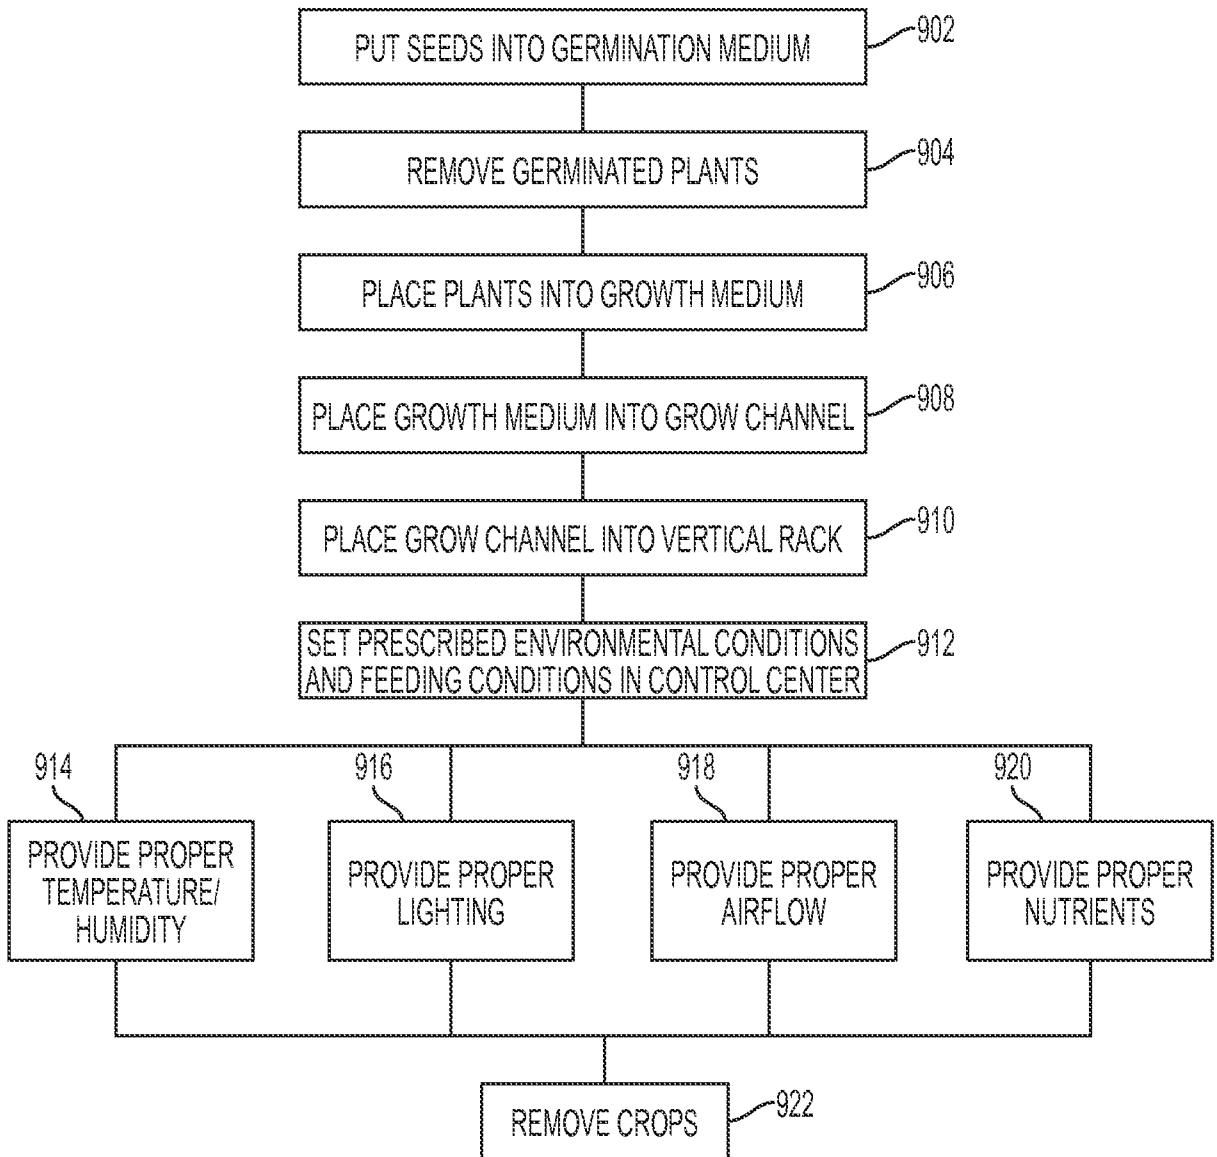 PUT SEEDS INTO GERMINATION MEDIUM
902
REMOVE GERMINATED PLANTS
904
PLACE PLANTS INTO GROWTH MEDIUM
906
PLACE GROWTH MEDIUM INTO GROW CHANNEL
908
PLACE GROW CHANNEL INTO VERTICAL RACK
910
SET PRESCRIBED ENVIRONMENTAL CONDITIONS
AND FEEDING CONDITIONS IN CONTROL CENTER
912
914
PROVIDE PROPER
TEMPERATURE/
HUMIDITY
916
PROVIDE PROPER
LIGHTING
918
PROVIDE PROPER
AIRFLOW
920
PROVIDE PROPER
NUTRIENTS
REMOVE CROPS
922